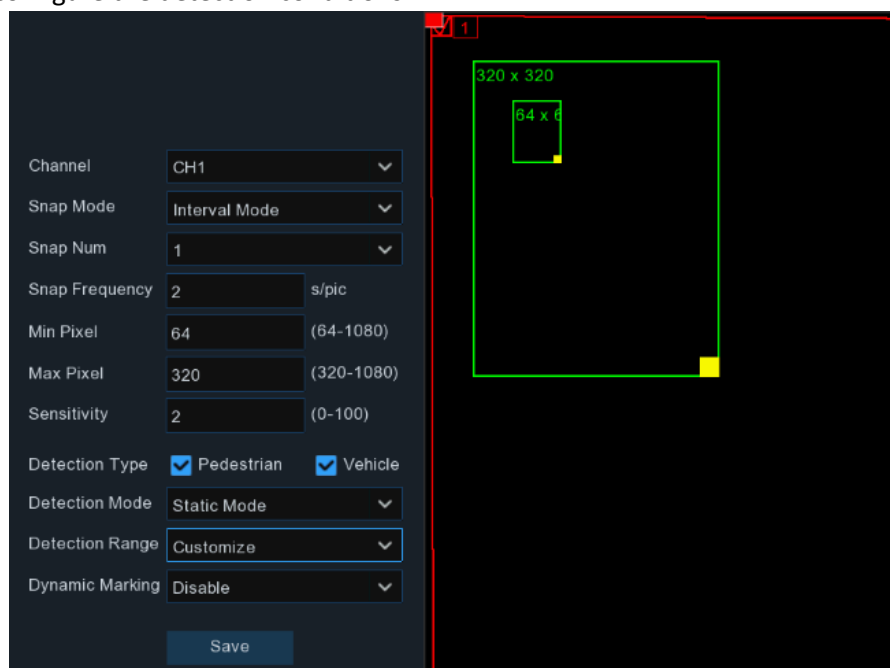 Channel CH1
Snap Mode Interval Mode
Snap Num 1
Snap Frequency 2 s/pic
Min Pixel 64 (64-1080)
Max Pixel 320 (320-1080)
Sensitivity 2 (0-100)
Detection Type Pedestrian Vehicle
Detection Mode Static Mode
Detection Range Customize
Dynamic Marking Disable
Save
1
320 x 320
64 x 6